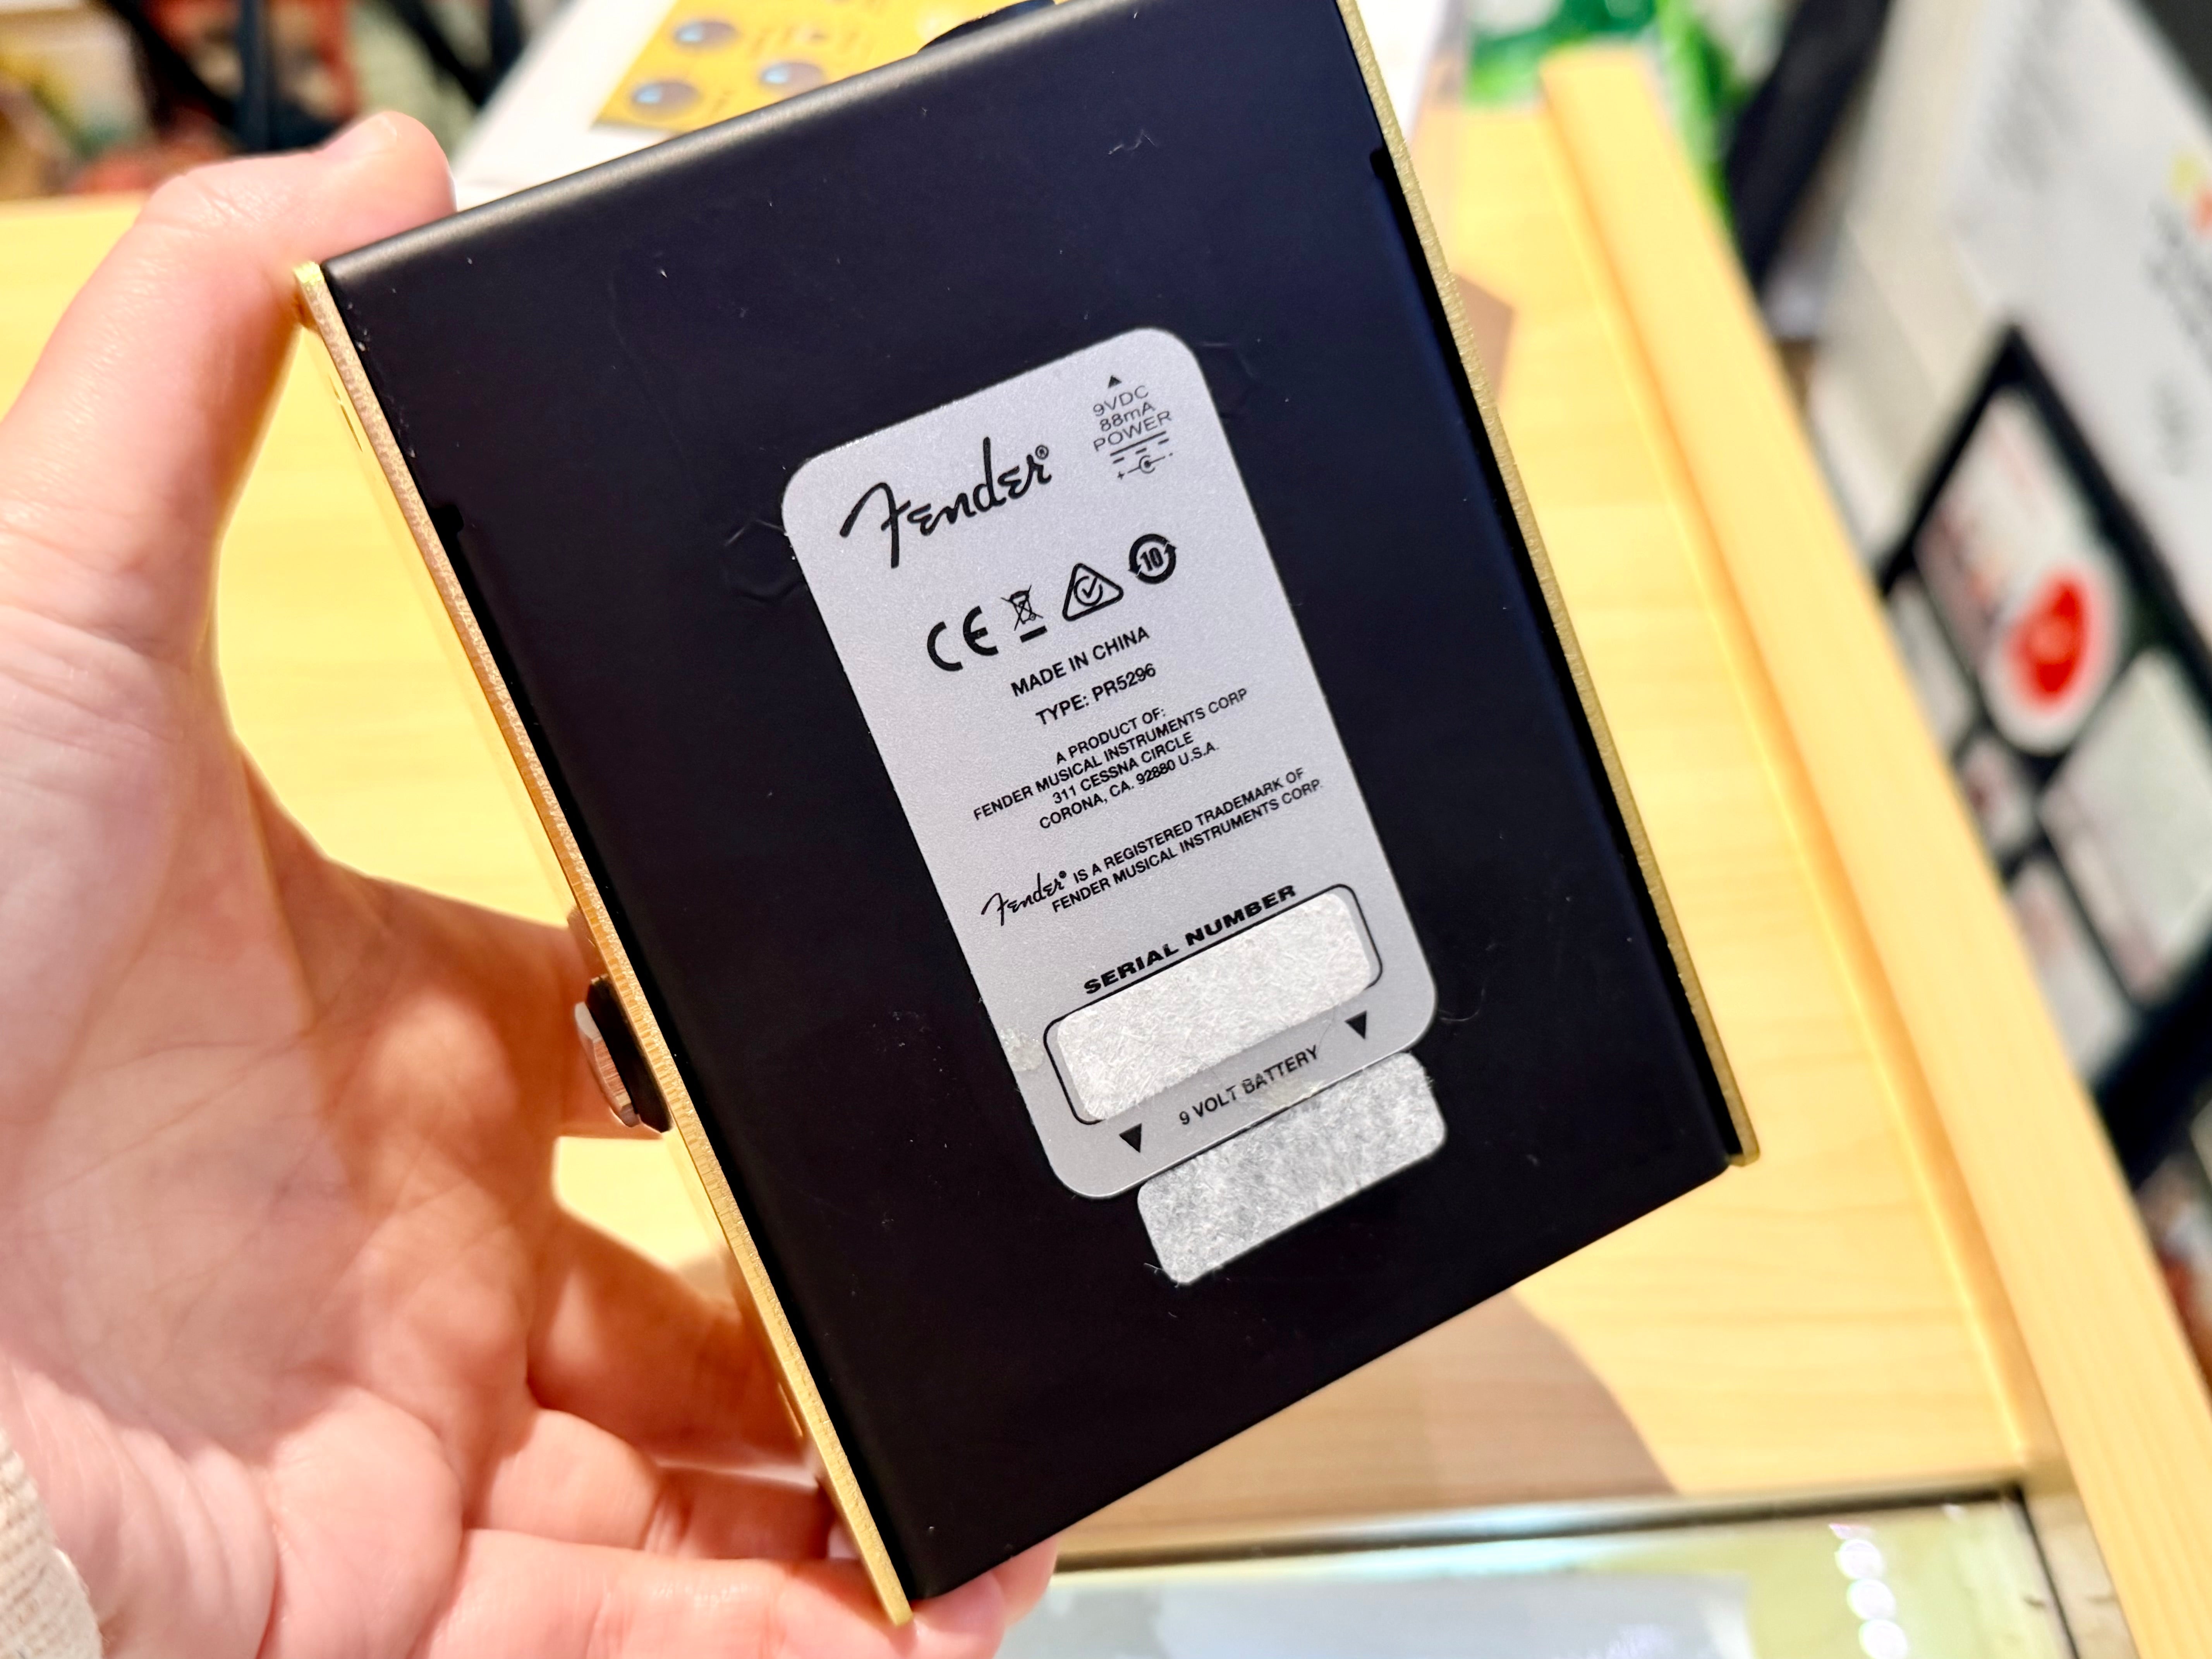 9VDC
88mA
POWER
Fender®
CE
10
MADE IN CHINA
TYPE: PR5296
A PRODUCT OF:
FENDER MUSICAL INSTRUMENTS CORP
311 CESSNA CIRCLE
CORONA, CA. 92880 U.S.A.
Fender® IS A REGISTERED TRADEMARK OF
FENDER MUSICAL INSTRUMENTS CORP.
SERIAL NUMBER
9 VOLT BATTERY